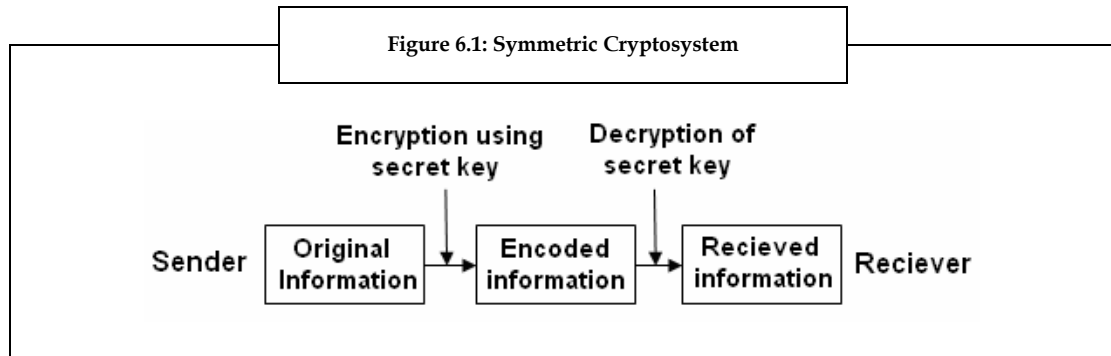 Figure 6.1: Symmetric Cryptosystem
Encryption using
secret key
Decryption of
secret key
Sender
Original
Information
Encoded
information
Recieved
information
Reciever